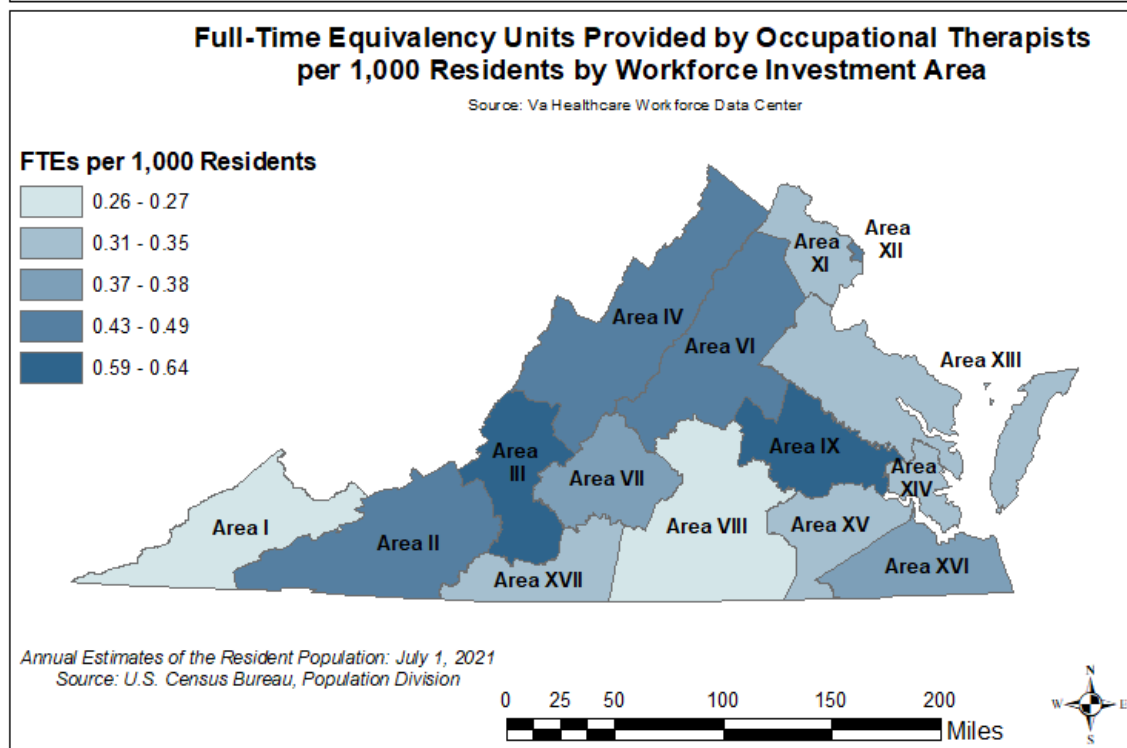 Full-Time Equivalency Units Provided by Occupational Therapists
per 1,000 Residents by Workforce Investment Area
Source: Va Healthcare Workforce Data Center
FTEs per 1,000 Residents
0.26 - 0.27
0.31 - 0.35
0.37 - 0.38
0.43 - 0.49
0.59 - 0.64
Area
XI
Area
XII
Area IV
Area VI
Area XIII
Area
III
Area IX
Area VII
Area
XIV
Area I
Area II
Area VIII
Area XV
Area XVII
Area XVI
Annual Estimates of the Resident Population: July 1, 2021
Source: U.S. Census Bureau, Population Division
0 25 50 100 150 200
Miles
N
W E
S